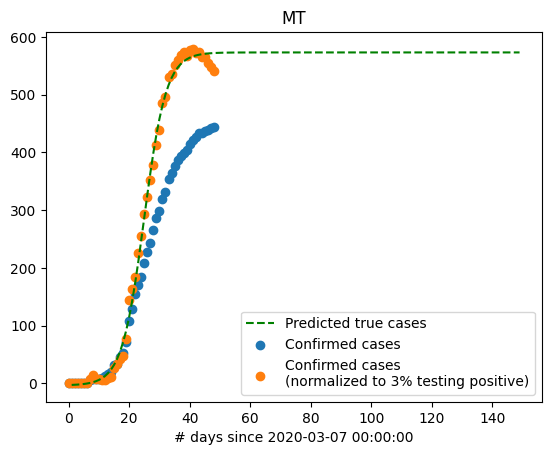 MT
600
500
400
300
200
100
0
Predicted true cases
Confirmed cases
Confirmed cases
(normalized to 3% testing positive)
0 20 40 60 80 100 120 140
# days since 2020-03-07 00:00:00